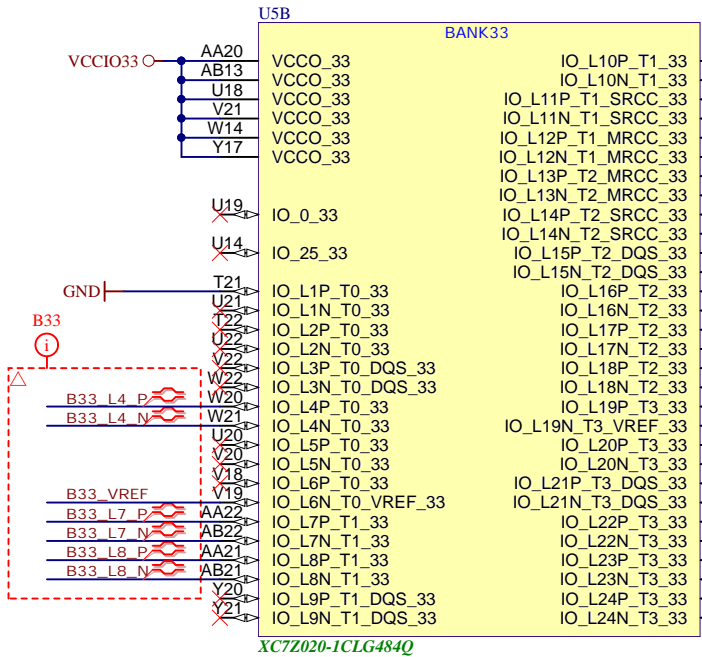 U5B
BANK33
VCCIO33 AA20 VCCO_33 IO_L10P_T1_33
AB13 VCCO_33 IO_L10N_T1_33
U18 VCCO_33 IO_L11P_T1_SRCC_33
V21 VCCO_33 IO_L11N_T1_SRCC_33
W14 VCCO_33 IO_L12P_T1_MRCC_33
Y17 VCCO_33 IO_L12N_T1_MRCC_33
IO_L13P_T2_MRCC_33
IO_L13N_T2_MRCC_33
U19 IO_0_33 IO_L14P_T2_SRCC_33
IO_L14N_T2_SRCC_33
U14 IO_25_33 IO_L15P_T2_DQS_33
IO_L15N_T2_DQS_33
GND T21 IO_L1P_T0_33 IO_L16P_T2_33
U21 IO_L1N_T0_33 IO_L16N_T2_33
B33 T22 IO_L2P_T0_33 IO_L17P_T2_33
i U22 IO_L2N_T0_33 IO_L17N_T2_33
V22 IO_L3P_T0_DQS_33 IO_L18P_T2_33
W22 IO_L3N_T0_DQS_33 IO_L18N_T2_33
B33_L4_P W20 IO_L4P_T0_33 IO_L19P_T3_33
B33_L4_N W21 IO_L4N_T0_33 IO_L19N_T3_VREF_33
U20 IO_L5P_T0_33 IO_L20P_T3_33
V20 IO_L5N_T0_33 IO_L20N_T3_33
V18 IO_L6P_T0_33 IO_L21P_T3_DQS_33
B33_VREF V19 IO_L6N_T0_VREF_33 IO_L21N_T3_DQS_33
B33_L7_P AA22 IO_L7P_T1_33 IO_L22P_T3_33
B33_L7_N AB22 IO_L7N_T1_33 IO_L22N_T3_33
B33_L8_P AA21 IO_L8P_T1_33 IO_L23P_T3_33
B33_L8_N AB21 IO_L8N_T1_33 IO_L23N_T3_33
Y20 IO_L9P_T1_DQS_33 IO_L24P_T3_33
Y21 IO_L9N_T1_DQS_33 IO_L24N_T3_33
XC7Z020-1CLG484Q